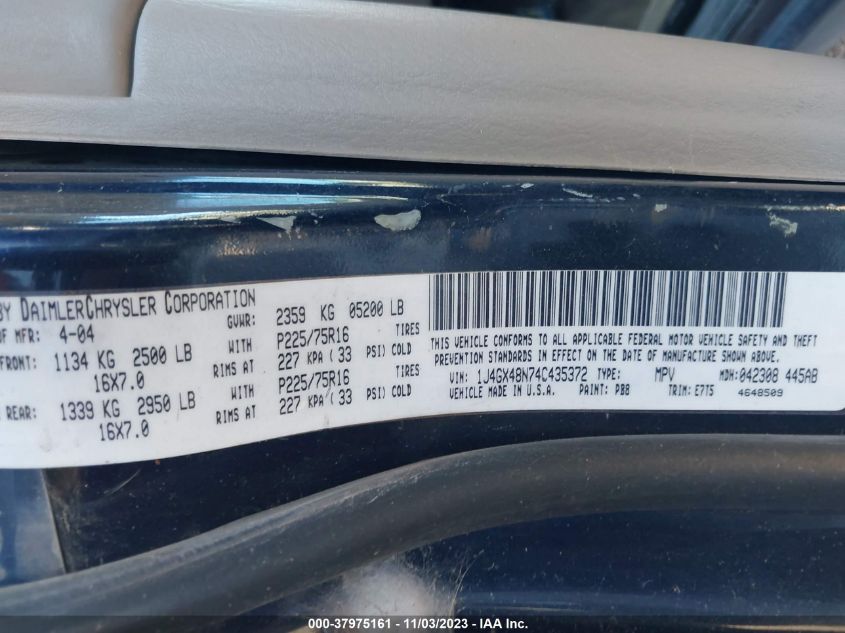 BY DAIMLERCHRYSLER CORPORATION
OF MFR: 4-04 GVWR: 2359 KG 05200 LB
FRONT: 1134 KG 2500 LB WITH P225/75R16 TIRES
16X7.0 RIMS AT 227 KPA ( 33 PSI) COLD
REAR: 1339 KG 2950 LB WITH P225/75R16 TIRES
16X7.0 RIMS AT 227 KPA ( 33 PSI) COLD
THIS VEHICLE CONFORMS TO ALL APPLICABLE FEDERAL MOTOR VEHICLE SAFETY AND THEFT
PREVENTION STANDARDS IN EFFECT ON THE DATE OF MANUFACTURE SHOWN ABOVE.
VIN: 1J4GX48N74C435372 TYPE: MPV MDH: 042308 445AB
VEHICLE MADE IN U.S.A. PAINT: PB8 TRIM: E7T5 4648509
000-37975161 - 11/03/2023 - IAA Inc.